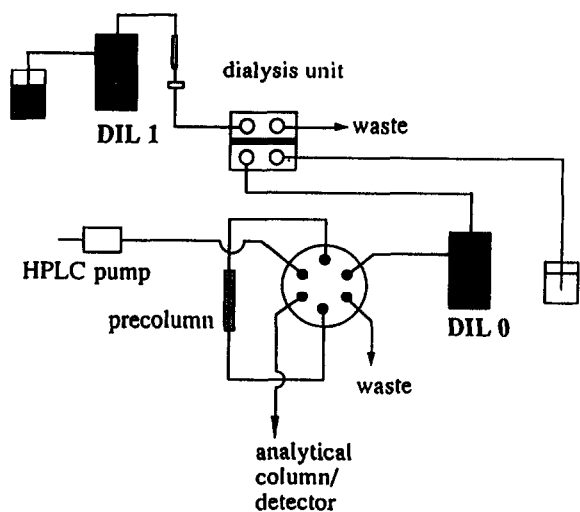 dialysis unit
DIL 1
waste
HPLC pump
precolumn
DIL 0
waste
analytical
column/
detector